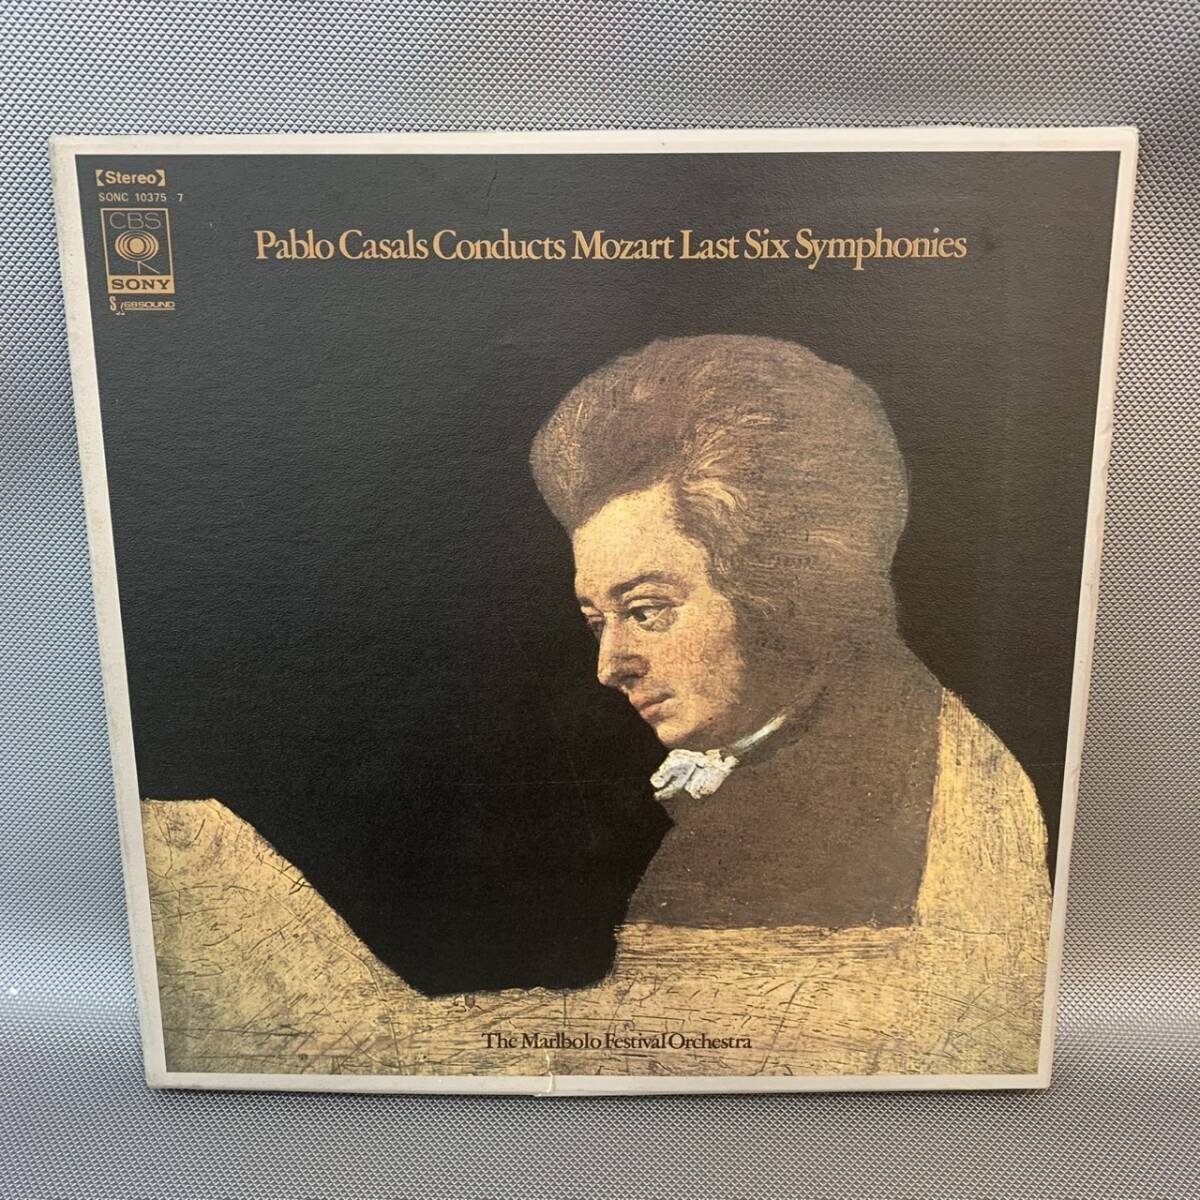 【Stereo】
SONC 10375-7
CBS
SONY
Pablo Casals Conducts Mozart Last Six Symphonies
The Marlbolo Festival Orchestra